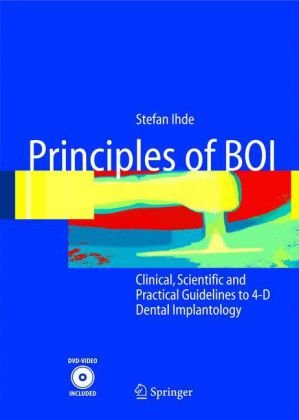 Stefan Ihde
Principles of BOI
Clinical, Scientific and
Practical Guidelines to 4-D
Dental Implantology
DVD-VIDEO
INCLUDED
Springer